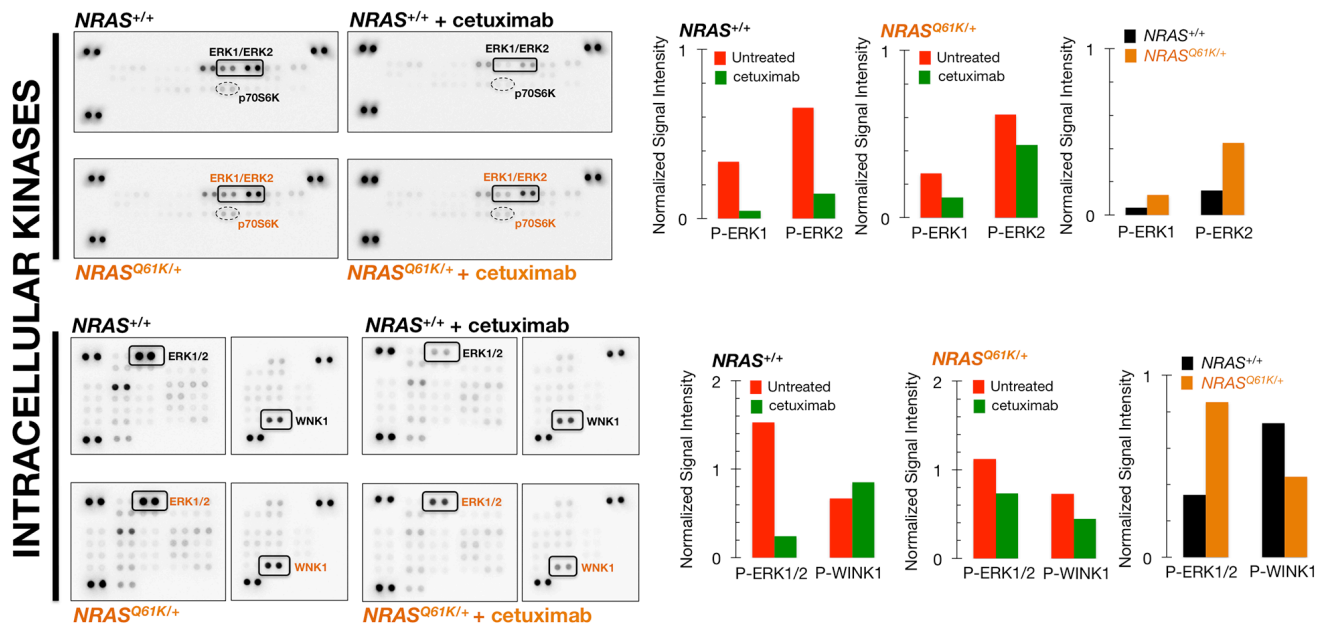 INTRACELLULAR KINASES
NRAS+/+
NRAS+/+ + cetuximab
ERK1/ERK2
p70S6K
ERK1/ERK2
p70S6K
ERK1/ERK2
p70S6K
ERK1/ERK2
p70S6K
NRASQ61K/+
NRASQ61K/+ + cetuximab
NRAS+/+
Normalized Signal Intensity
1
0
Untreated
cetuximab
P-ERK1 P-ERK2
NRASQ61K/+
Normalized Signal Intensity
1
0
Untreated
cetuximab
P-ERK1 P-ERK2
Normalized Signal Intensity
1
0
NRAS+/+
NRASQ61K/+
P-ERK1 P-ERK2
NRAS+/+
NRAS+/+ + cetuximab
ERK1/2
WNK1
ERK1/2
WNK1
ERK1/2
WNK1
ERK1/2
WNK1
NRASQ61K/+
NRASQ61K/+ + cetuximab
NRAS+/+
Normalized Signal Intensity
2
1
0
Untreated
cetuximab
P-ERK1/2 P-WINK1
NRASQ61K/+
Normalized Signal Intensity
2
1
0
Untreated
cetuximab
P-ERK1/2 P-WINK1
Normalized Signal Intensity
1
0
NRAS+/+
NRASQ61K/+
P-ERK1/2 P-WINK1